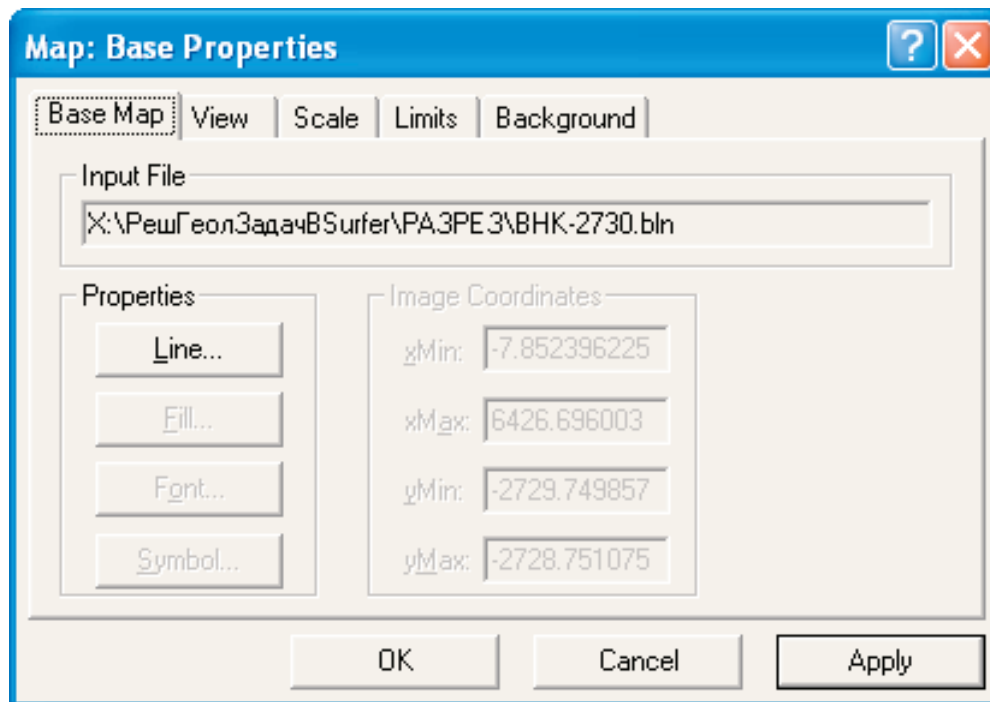 Map: Base Properties
Base Map View Scale Limits Background
Input File
X:\РешГеолЗадачВSurfer\РАЗРЕЗ\ВНК-2730.bln
Properties
Line...
Fill...
Font...
Symbol...
Image Coordinates
xMin: -7.852396225
xMax: 6426.696003
yMin: -2729.749857
yMax: -2728.751075
OK Cancel Apply